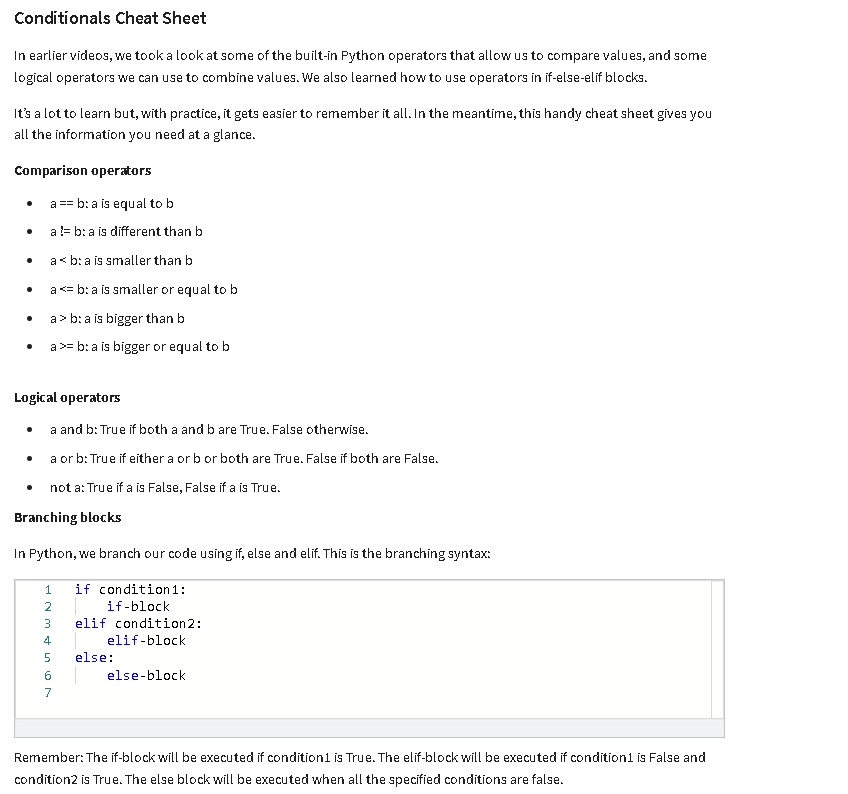 Conditionals Cheat Sheet
In earlier videos, we took a look at some of the built-in Python operators that allow us to compare values, and some
logical operators we can use to combine values. We also learned how to use operators in if-else-elif blocks.
It's a lot to learn but, with practice, it gets easier to remember it all. In the meantime, this handy cheat sheet gives you
all the information you need at a glance.
Comparison operators
• a == b: a is equal to b
• a != b: a is different than b
• a < b: a is smaller than b
• a <= b: a is smaller or equal to b
• a > b: a is bigger than b
• a >= b: a is bigger or equal to b
Logical operators
• a and b: True if both a and b are True. False otherwise.
• a or b: True if either a or b or both are True. False if both are False.
• not a: True if a is False, False if a is True.
Branching blocks
In Python, we branch our code using if, else and elif. This is the branching syntax:
1 if condition1:
2     if-block
3 elif condition2:
4     elif-block
5 else:
6     else-block
7
Remember: The if-block will be executed if condition1 is True. The elif-block will be executed if condition1 is False and
condition2 is True. The else block will be executed when all the specified conditions are false.